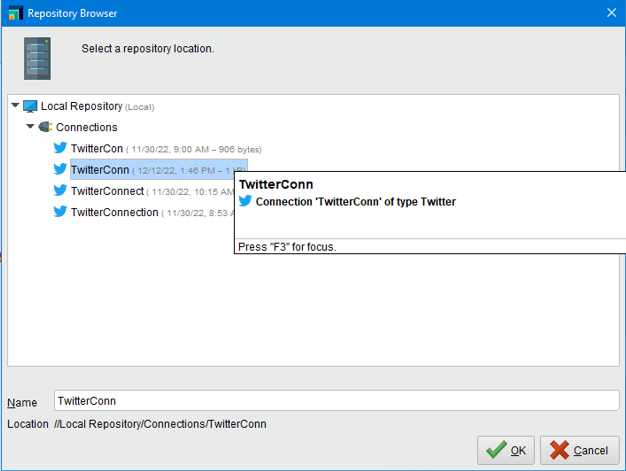 Repository Browser
Select a repository location.
Local Repository (Local)
Connections
TwitterCon ( 11/30/22, 9:00 AM – 906 bytes)
TwitterConn ( 12/12/22, 1:46 PM – 1 kB)
TwitterConnect ( 11/30/22, 10:15 AM
TwitterConnection ( 11/30/22, 8:53 A
TwitterConn
Connection 'TwitterConn' of type Twitter
Press "F3" for focus.
Name TwitterConn
Location //Local Repository/Connections/TwitterConn
OK Cancel